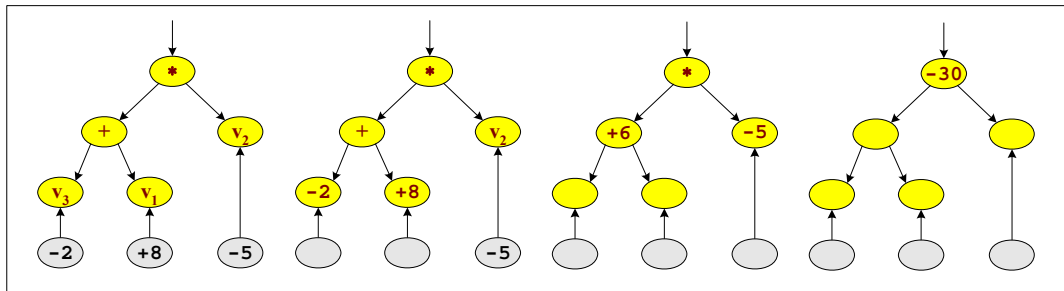 * * * -30
+ v₂ + v₂ +6 -5
v₃ v₁ -2 +8
-2 +8 -5 -5